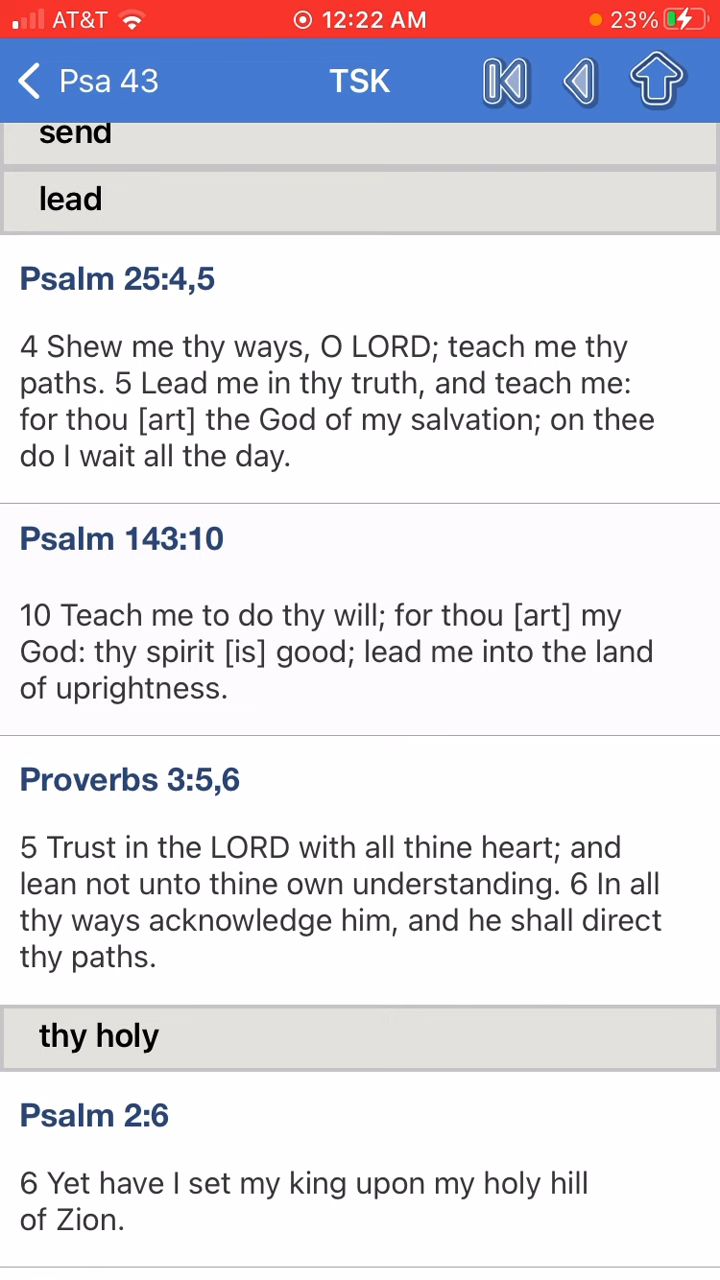 AT&T 12:22 AM 23%
Psa 43 TSK
send
lead
Psalm 25:4,5
4 Shew me thy ways, O LORD; teach me thy
paths. 5 Lead me in thy truth, and teach me:
for thou [art] the God of my salvation; on thee
do I wait all the day.
Psalm 143:10
10 Teach me to do thy will; for thou [art] my
God: thy spirit [is] good; lead me into the land
of uprightness.
Proverbs 3:5,6
5 Trust in the LORD with all thine heart; and
lean not unto thine own understanding. 6 In all
thy ways acknowledge him, and he shall direct
thy paths.
thy holy
Psalm 2:6
6 Yet have I set my king upon my holy hill
of Zion.